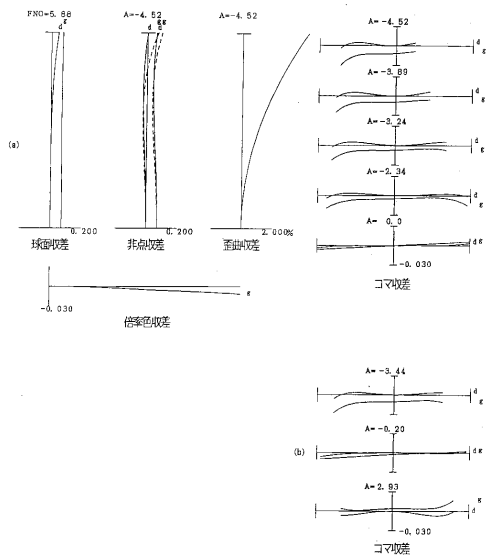 FNO=5.68
d
g
A=-4.52
d
g g
d
A=-4.52
(a)
0.200
球面収差
0.200
非点収差
2.000%
歪曲収差
-0.030
g
倍率色収差
A=-4.52
d
g
A=-3.89
d
g
A=-3.24
d
g
A=-2.34
d
g
A= 0.0
d g
-0.030
コマ収差
(b)
A=-3.44
d
g
A=-0.20
d g
A=2.93
g
d
-0.030
コマ収差